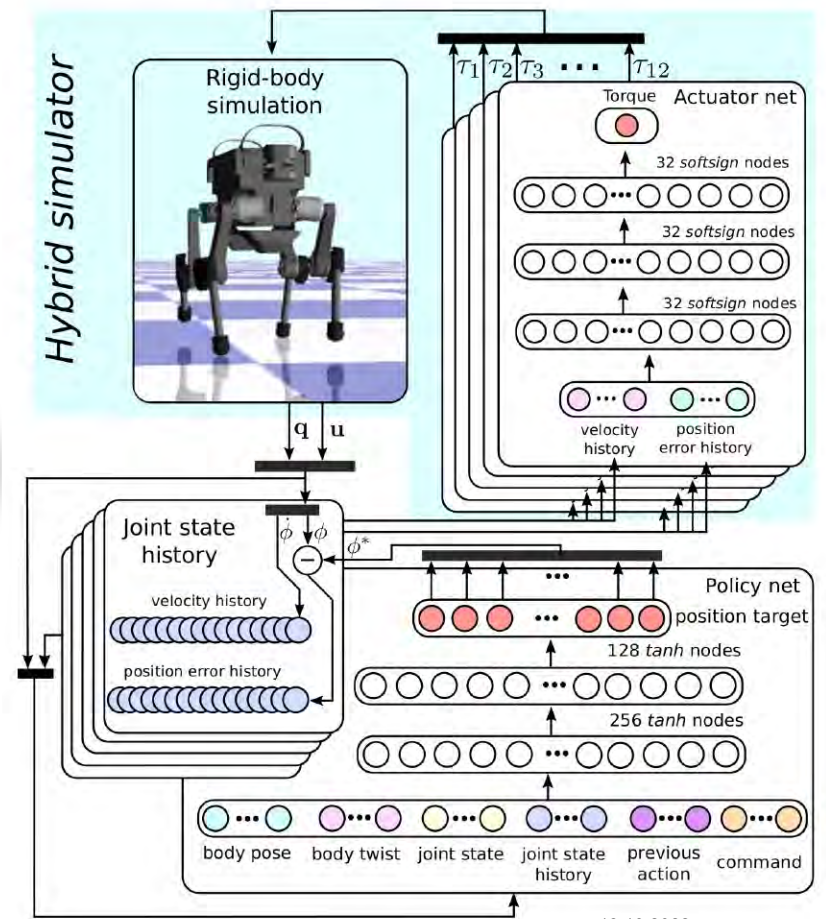 Hybrid simulator
Rigid-body
simulation
τ1 τ2 τ3 ... τ12
Actuator net
Torque
32 softsign nodes
32 softsign nodes
32 softsign nodes
velocity
history
position
error history
q u
Joint state
history
ϕ̇ ϕ
−
ϕ*
velocity history
position error history
Policy net
position target
128 tanh nodes
256 tanh nodes
body pose
body twist
joint state
joint state
history
previous
action
command